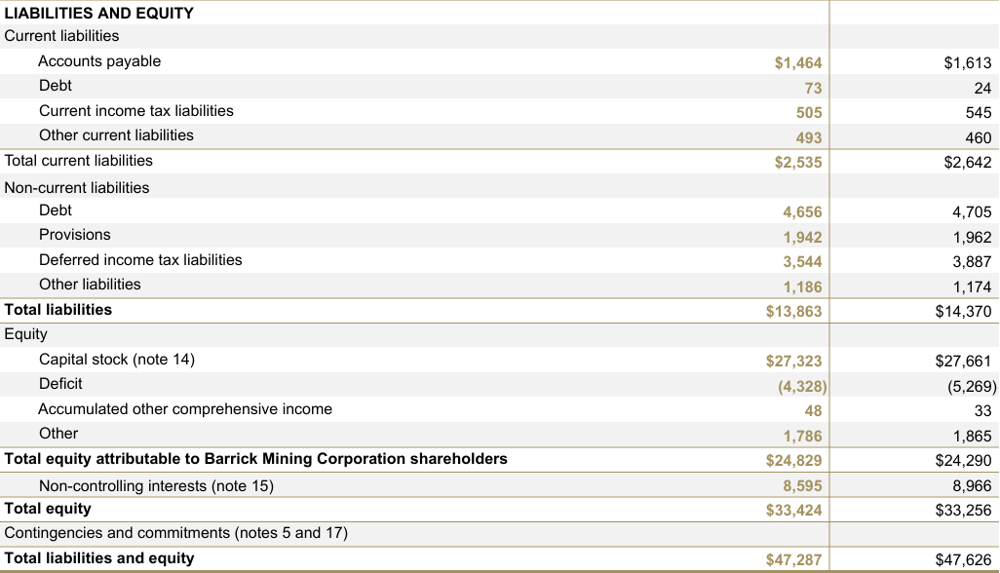 LIABILITIES AND EQUITY
Current liabilities
Accounts payable $1,464 $1,613
Debt 73 24
Current income tax liabilities 505 545
Other current liabilities 493 460
Total current liabilities $2,535 $2,642
Non-current liabilities
Debt 4,656 4,705
Provisions 1,942 1,962
Deferred income tax liabilities 3,544 3,887
Other liabilities 1,186 1,174
Total liabilities $13,863 $14,370
Equity
Capital stock (note 14) $27,323 $27,661
Deficit (4,328) (5,269)
Accumulated other comprehensive income 48 33
Other 1,786 1,865
Total equity attributable to Barrick Mining Corporation shareholders $24,829 $24,290
Non-controlling interests (note 15) 8,595 8,966
Total equity $33,424 $33,256
Contingencies and commitments (notes 5 and 17)
Total liabilities and equity $47,287 $47,626